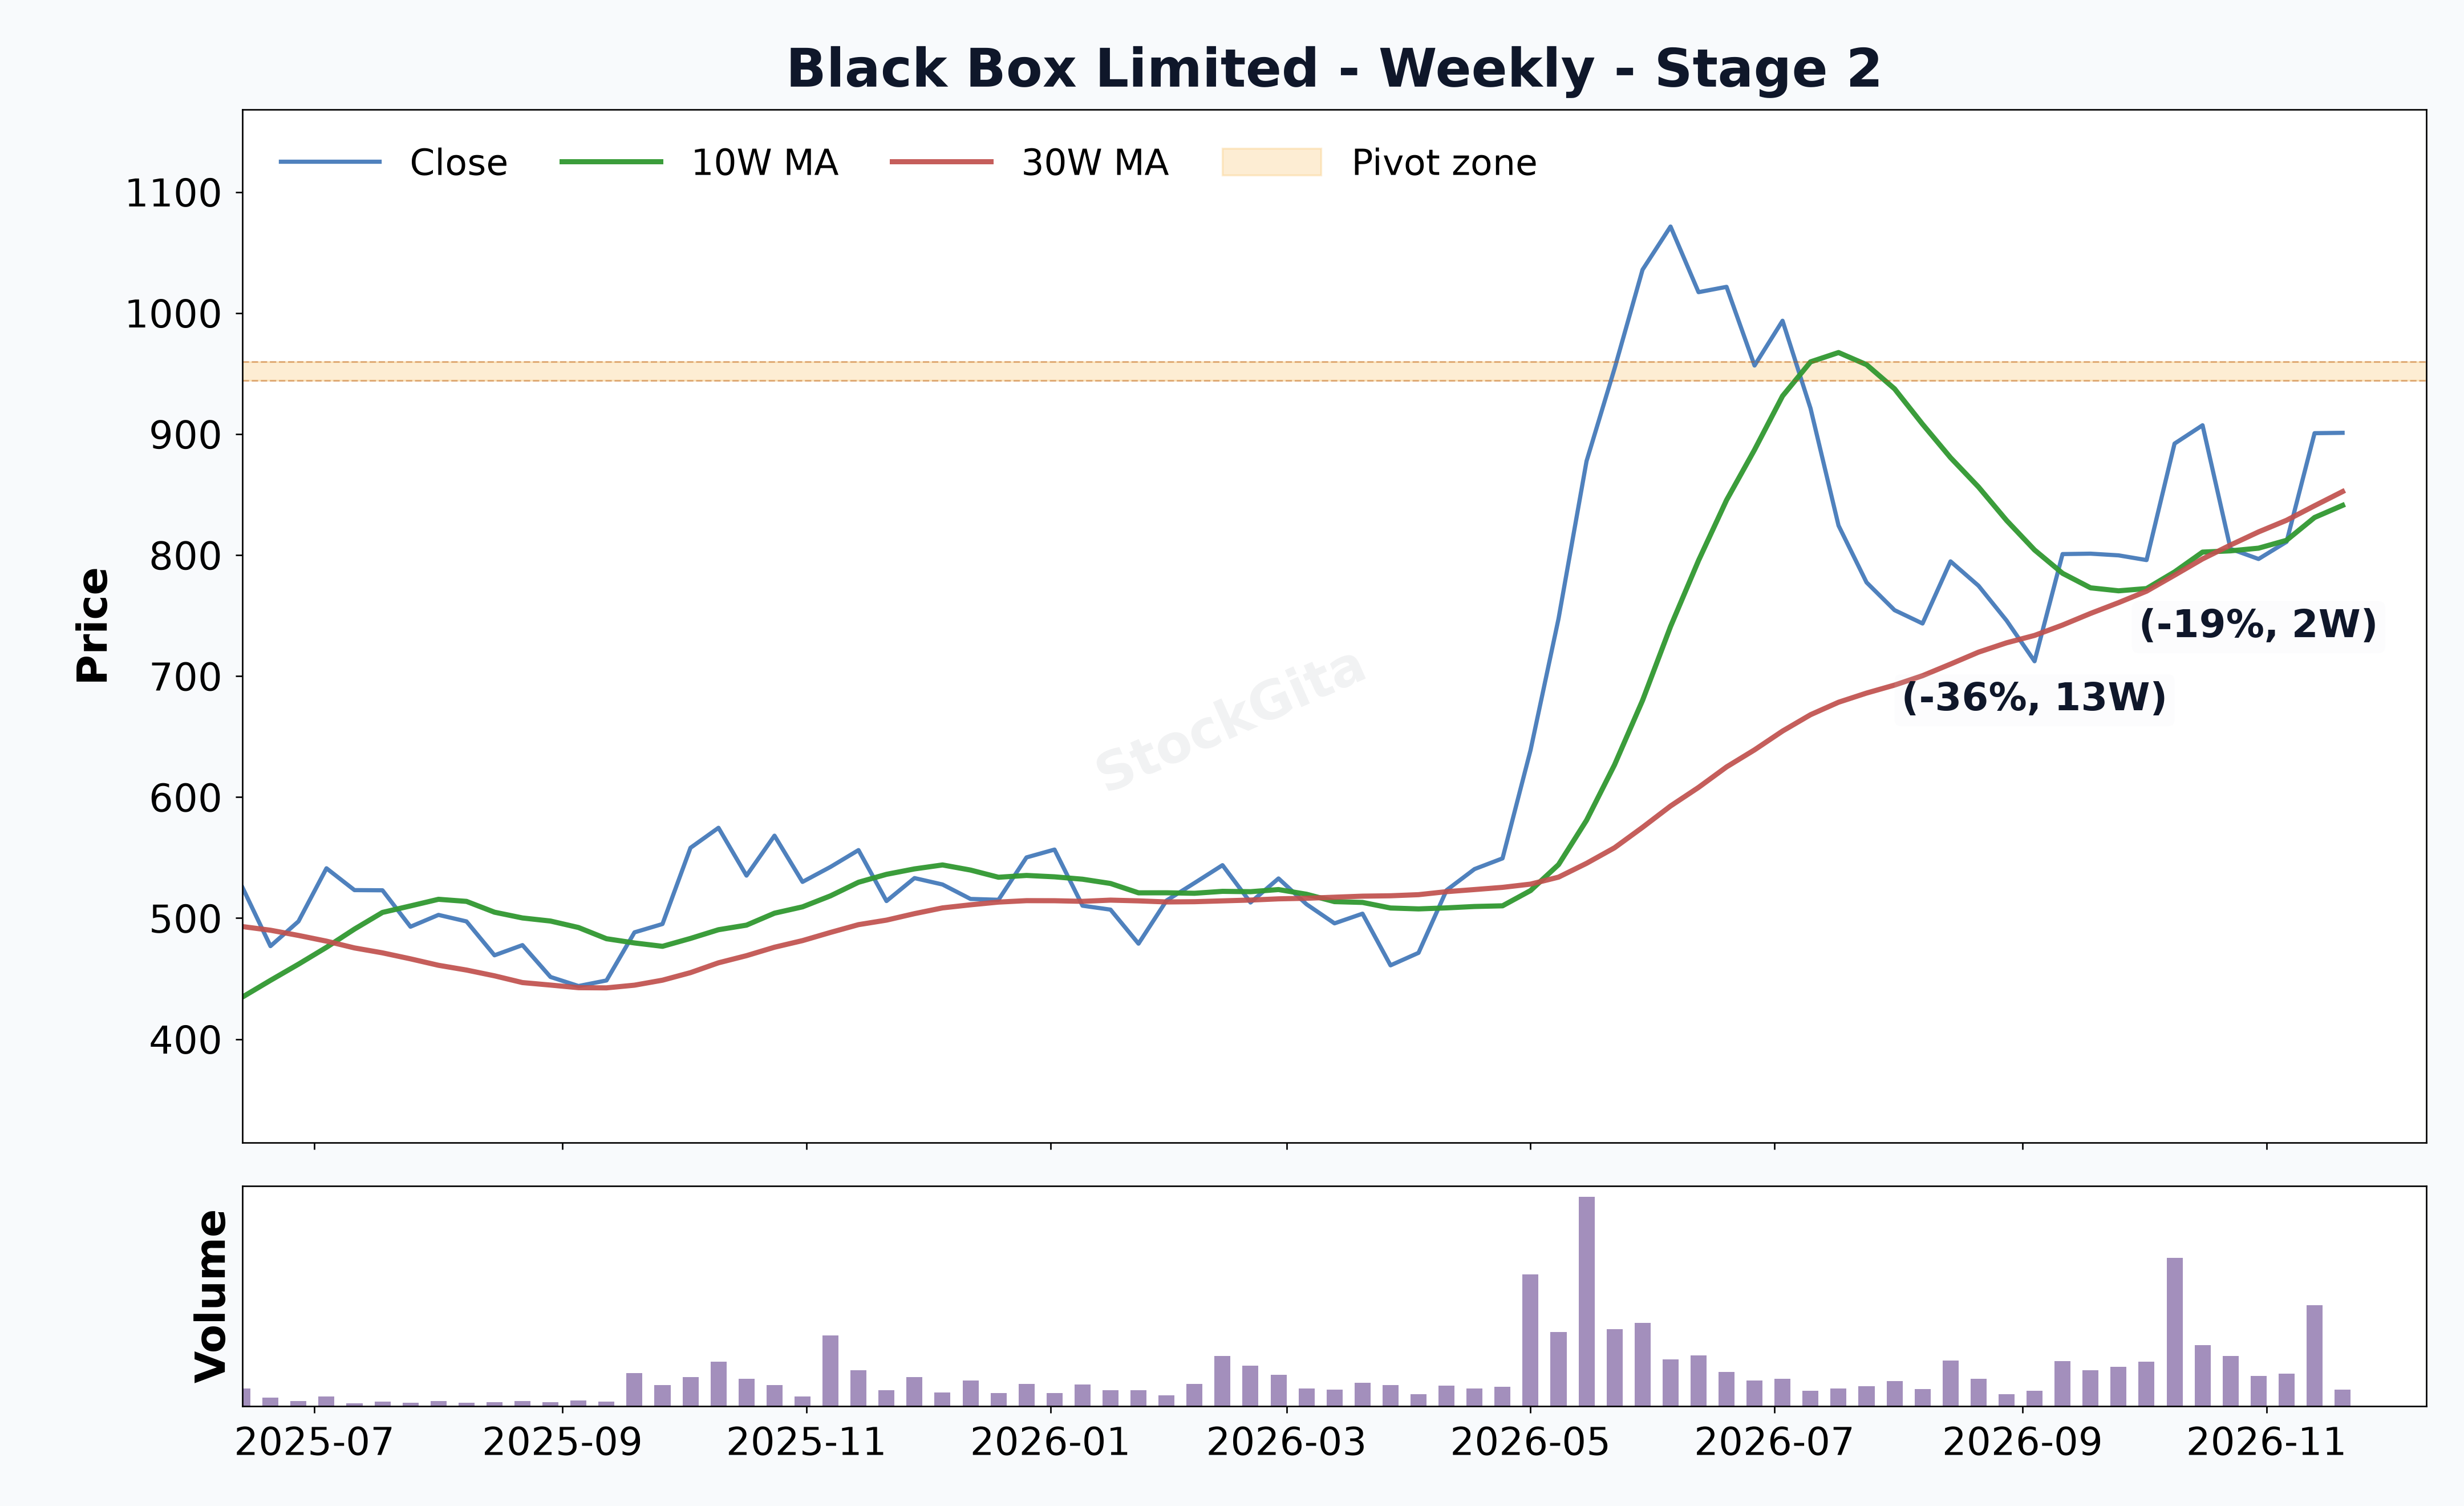 Black Box Limited - Weekly - Stage 2
Close 10W MA 30W MA Pivot zone
1100
1000
900
800
700
600
500
400
Price
(-19%, 2W)
(-36%, 13W)
StockGita
Volume
2025-07 2025-09 2025-11 2026-01 2026-03 2026-05 2026-07 2026-09 2026-11